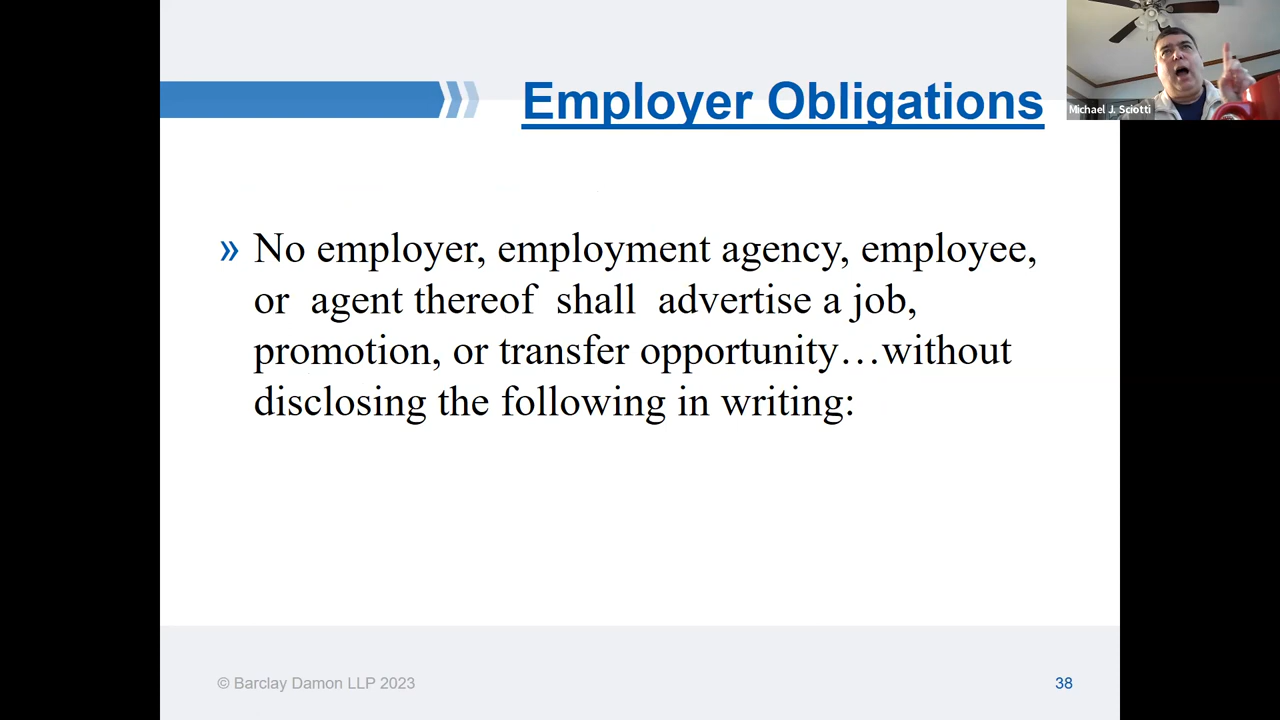 Employer Obligations
Michael J. Sciotti
» No employer, employment agency, employee,
or agent thereof shall advertise a job,
promotion, or transfer opportunity…without
disclosing the following in writing:
© Barclay Damon LLP 2023
38